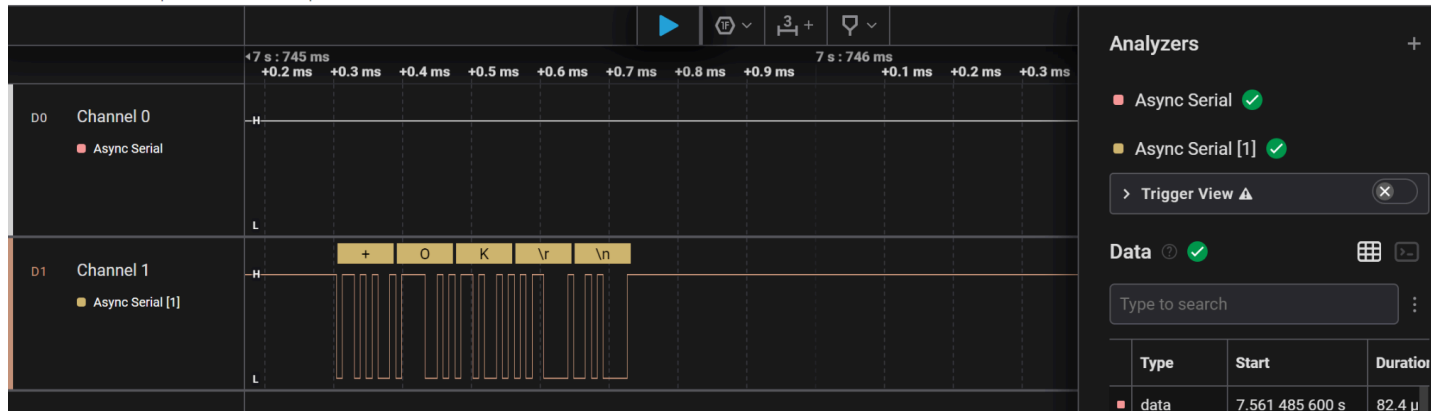 7 s : 745 ms
7 s : 746 ms
+0.2 ms +0.3 ms +0.4 ms +0.5 ms +0.6 ms +0.7 ms +0.8 ms +0.9 ms +0.1 ms +0.2 ms +0.3 ms
D0 Channel 0
Async Serial
H
L
+ O K \r \n
D1 Channel 1
Async Serial [1]
H
L
Analyzers +
Async Serial
Async Serial [1]
Trigger View
Data
Type to search
Type Start Duration
data 7.561 485 600 s 82.4 µ